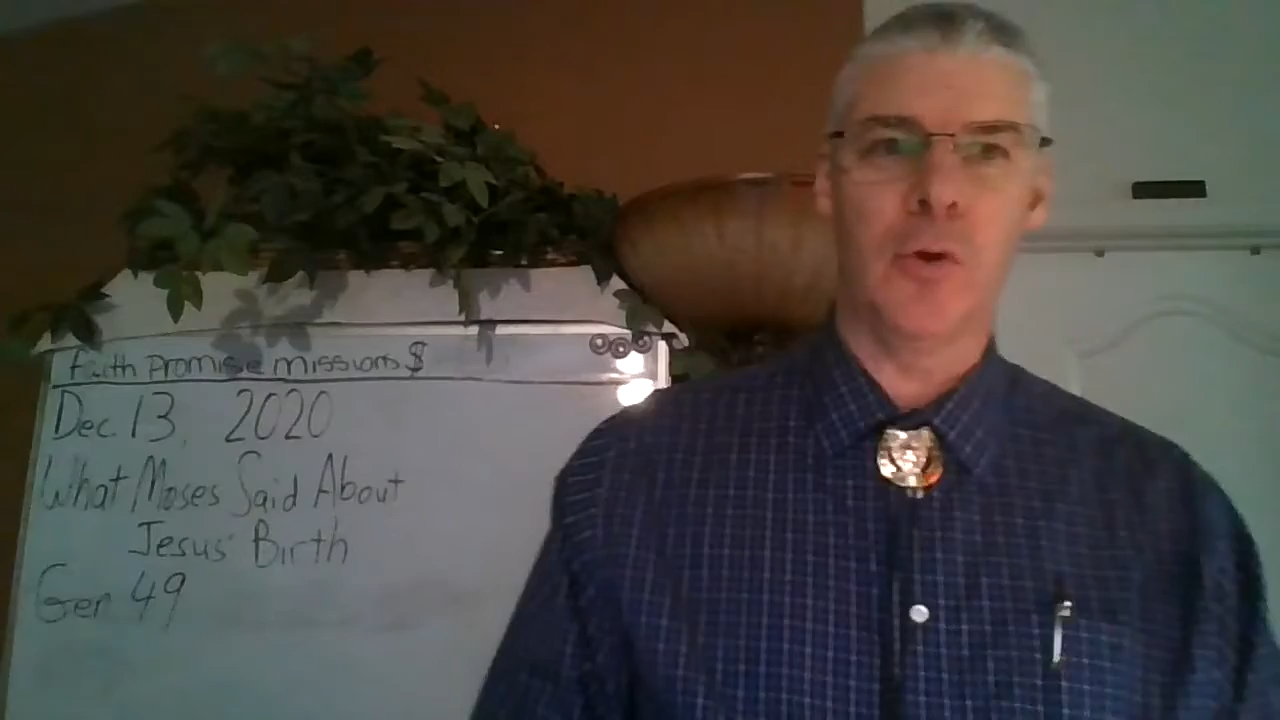 Faith promise missions $
Dec. 13, 2020
What Moses Said About
Jesus' Birth
Gen 49